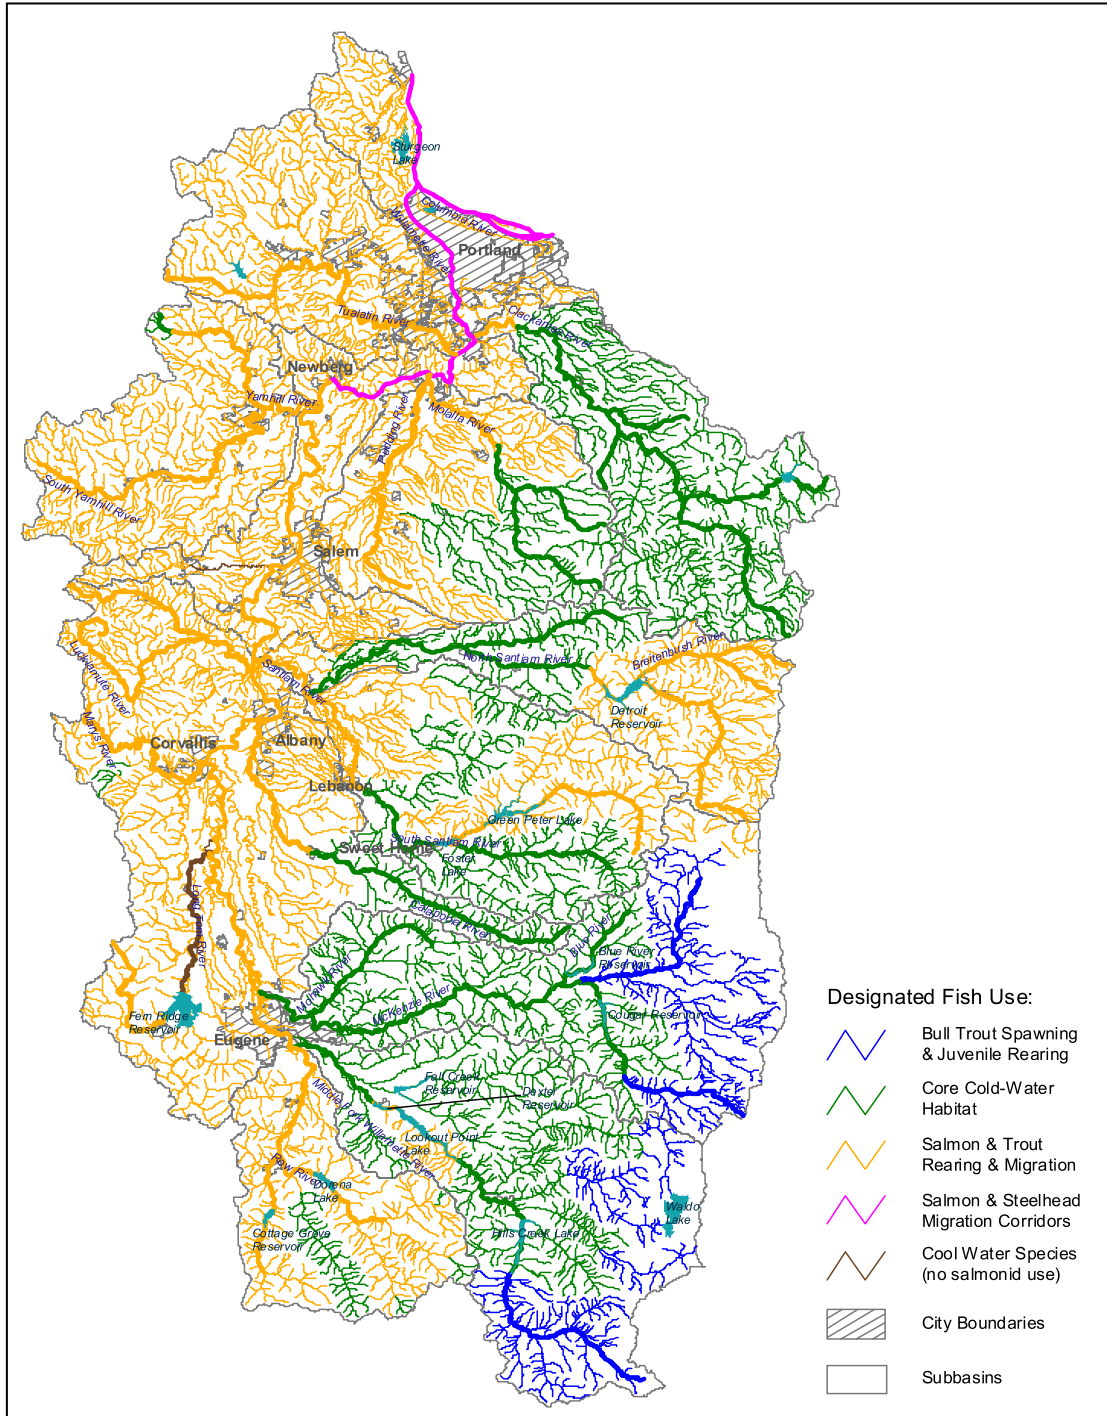 Sturgeon
Lake
Columbia River
Willamette River
Portland
Tualatin River
Clackamas River
Newberg
Yamhill River
Pudding River
Molalla River
South Yamhill River
Salem
Breitenbush River
North Santiam River
Santiam River
Luckiamute River
Detroit
Reservoir
Marys River
Corvallis
Albany
Lebanon
Green Peter Lake
South Santiam River
Sweet Home
Foster
Lake
Calapooia River
Long Tom River
Blue River
Blue River
Reservoir
Mohawk River
McKenzie River
Cougar Reservoir
Fern Ridge
Reservoir
Eugene
Fall Creek
Reservoir
Dexter
Reservoir
Middle Fork Willamette River
Lookout Point
Lake
Row River
Dorena
Lake
Waldo
Lake
Cottage Grove
Reservoir
Hills Creek Lake
Designated Fish Use:
Bull Trout Spawning
& Juvenile Rearing
Core Cold-Water
Habitat
Salmon & Trout
Rearing & Migration
Salmon & Steelhead
Migration Corridors
Cool Water Species
(no salmonid use)
City Boundaries
Subbasins